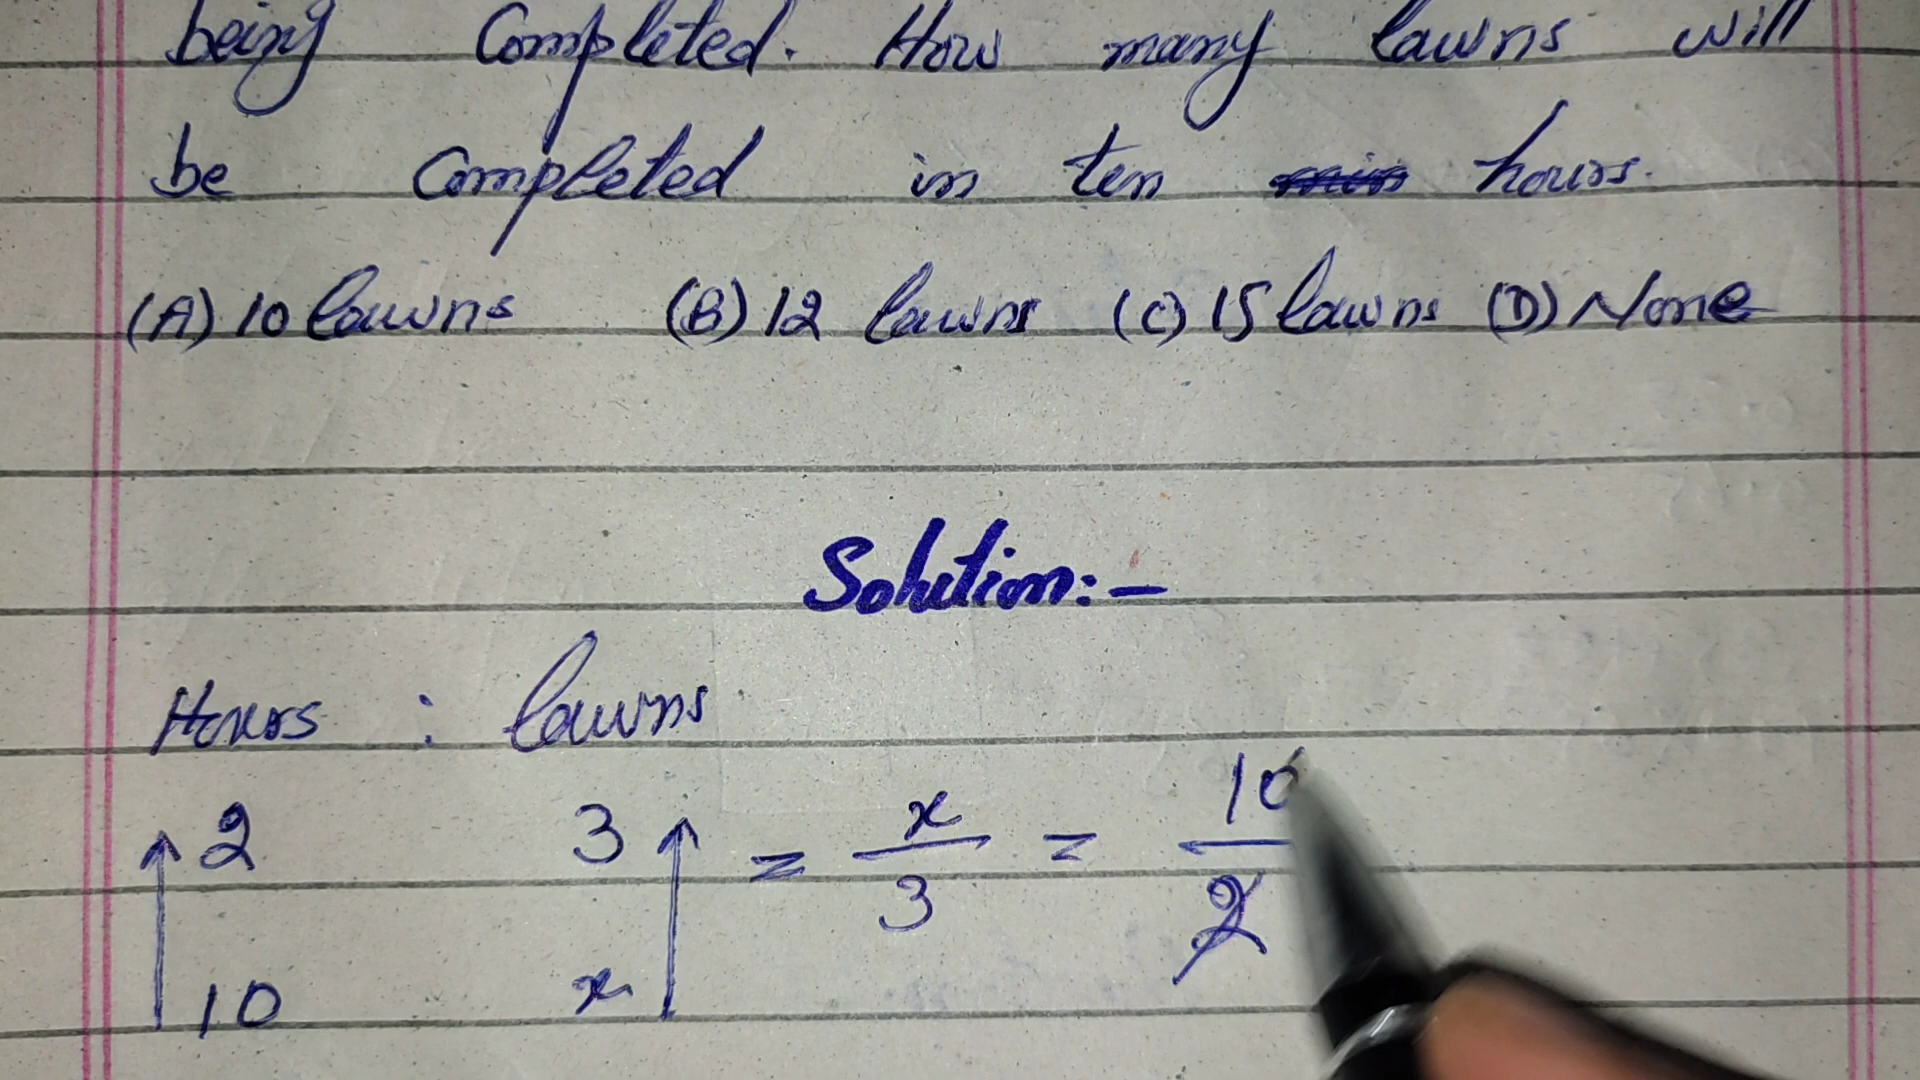 being Completed. How many lawns will
be Completed in ten hours.
(A) 10 lawns (B) 12 lawns (C) 15 lawns (D) None
Solution:-
Hours : lawns
2 3 = x/3 = 10/2
10 x